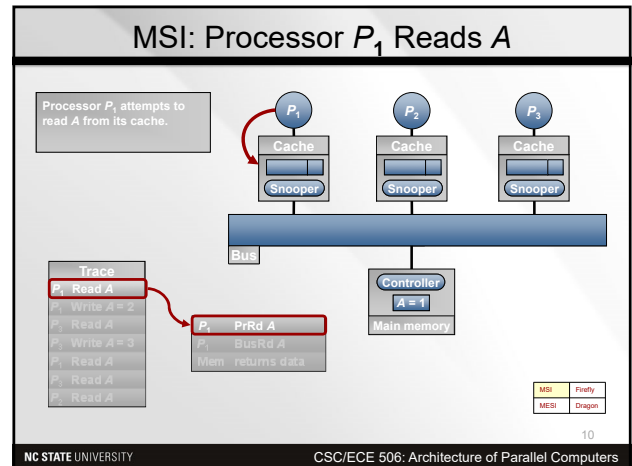 MSI: Processor P1 Reads A
Processor P1 attempts to
read A from its cache.
P1
P2
P3
Cache
Cache
Cache
Snooper
Snooper
Snooper
Bus
Controller
A = 1
Main memory
Trace
P1 Read A
P1 Write A = 2
P3 Read A
P3 Write A = 3
P1 Read A
P3 Read A
P2 Read A
P1 PrRd A
P1 BusRd A
Mem returns data
MSI Firefly
MESI Dragon
10
NC STATE UNIVERSITY
CSC/ECE 506: Architecture of Parallel Computers